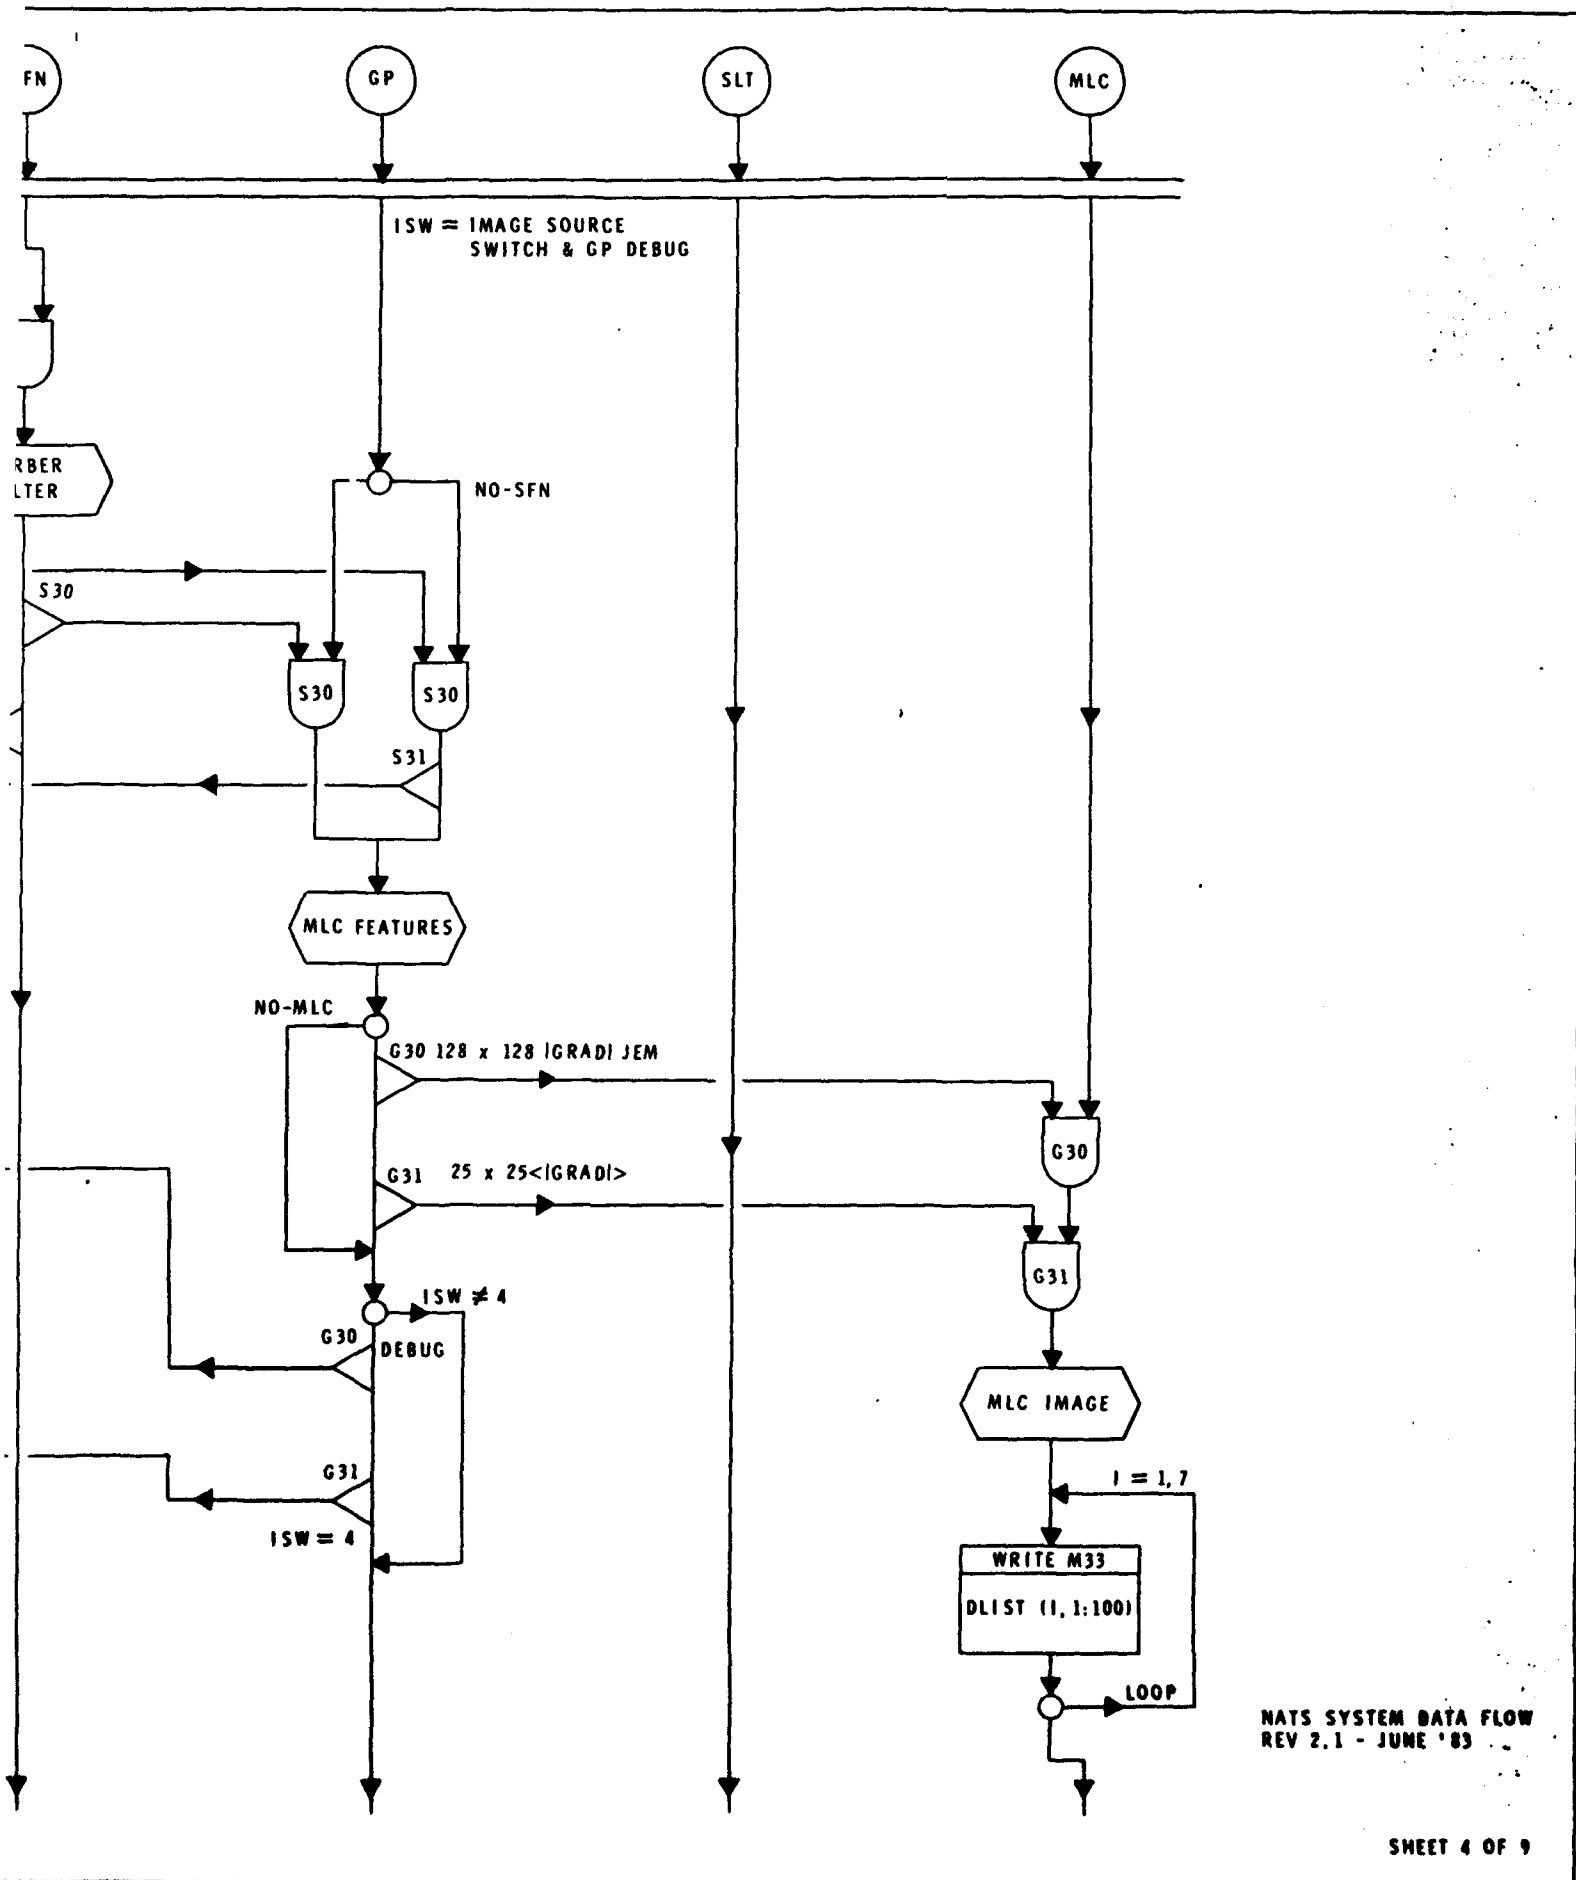 FN
GP
SLT
MLC
ISW = IMAGE SOURCE
SWITCH & GP DEBUG
RBER
LTER
NO-SFN
S30
S30
S30
S31
MLC FEATURES
NO-MLC
G30 128 x 128 |GRAD| JEM
G30
G31 25 x 25<|GRAD|>
G31
ISW ≠ 4
G30
DEBUG
MLC IMAGE
G31
I = 1, 7
ISW = 4
WRITE M33
DLIST (I, 1:100)
LOOP
NATS SYSTEM DATA FLOW
REV 2.1 - JUNE '83
SHEET 4 OF 9